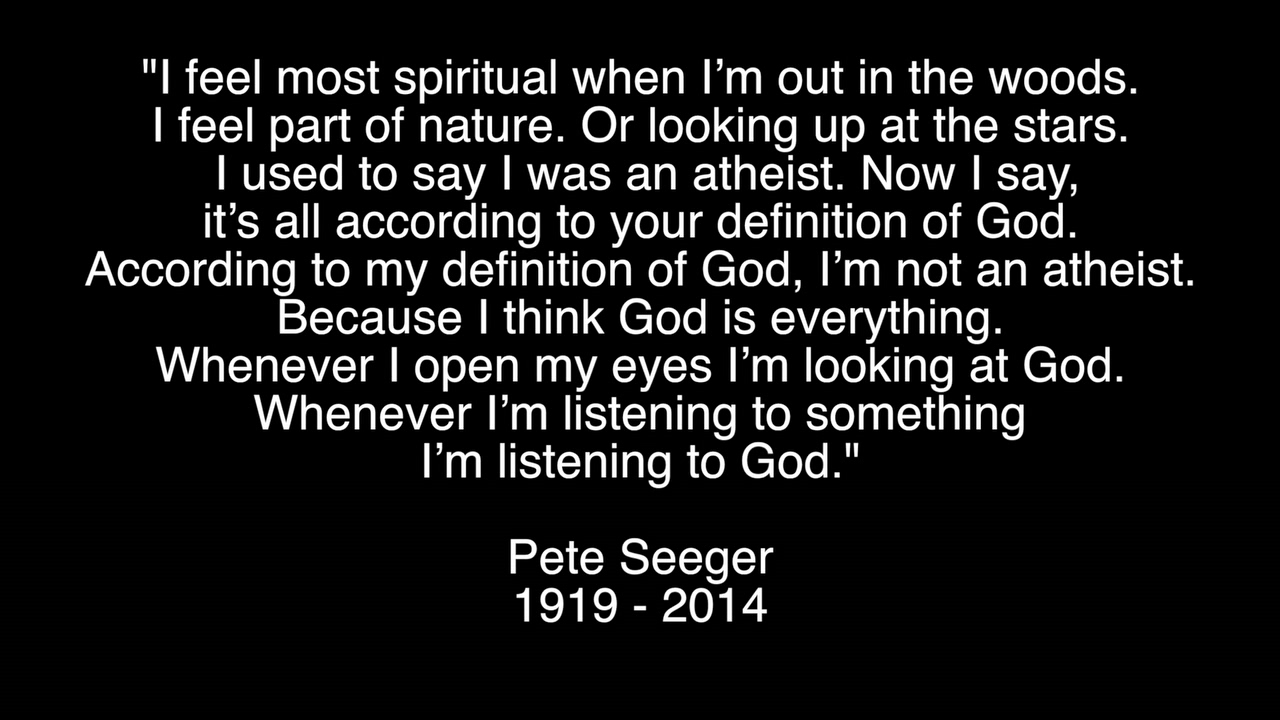 "I feel most spiritual when I’m out in the woods.
I feel part of nature. Or looking up at the stars.
I used to say I was an atheist. Now I say,
it’s all according to your definition of God.
According to my definition of God, I’m not an atheist.
Because I think God is everything.
Whenever I open my eyes I’m looking at God.
Whenever I’m listening to something
I’m listening to God."
Pete Seeger
1919 - 2014